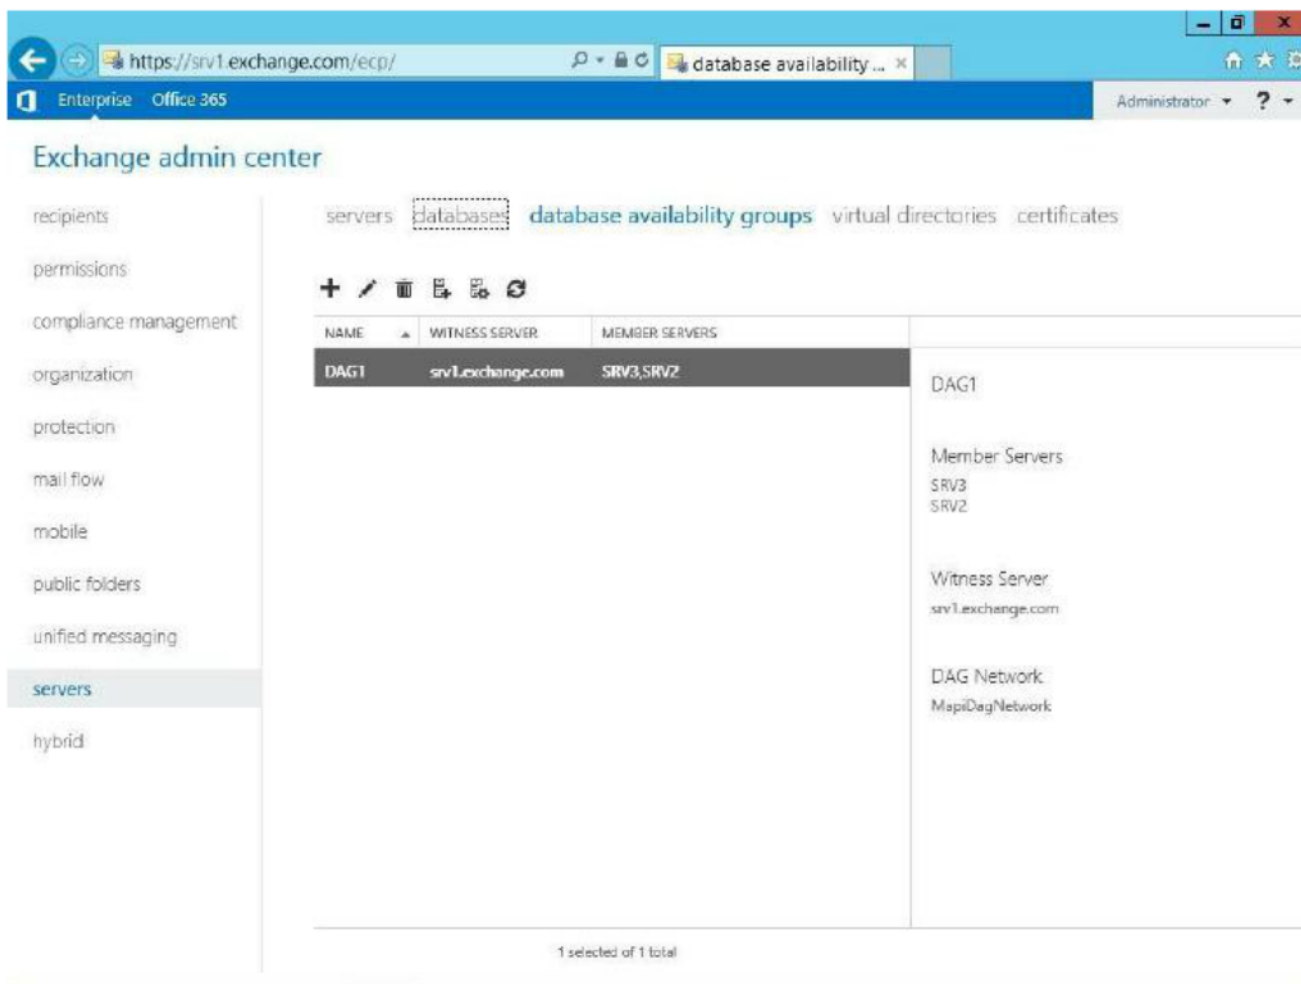 https://srv1.exchange.com/ecp/
database availability ...
Enterprise Office 365
Administrator ?
Exchange admin center
recipients
permissions
compliance management
organization
protection
mail flow
mobile
public folders
unified messaging
servers
hybrid
servers databases database availability groups virtual directories certificates
NAME WITNESS SERVER MEMBER SERVERS
DAG1 srv1.exchange.com SRV3,SRV2
DAG1
Member Servers
SRV3
SRV2
Witness Server
srv1.exchange.com
DAG Network
MapiDagNetwork
1 selected of 1 total